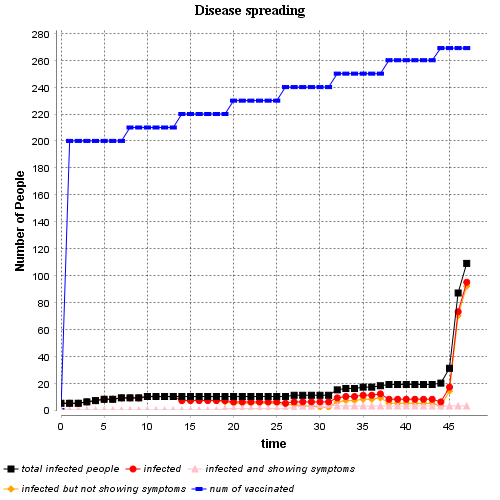 Disease spreading
280
260
240
220
200
180
160
140
120
100
80
60
40
20
0
Number of People
0 5 10 15 20 25 30 35 40 45
time
total infected people infected infected and showing symptoms
infected but not showing symptoms num of vaccinated